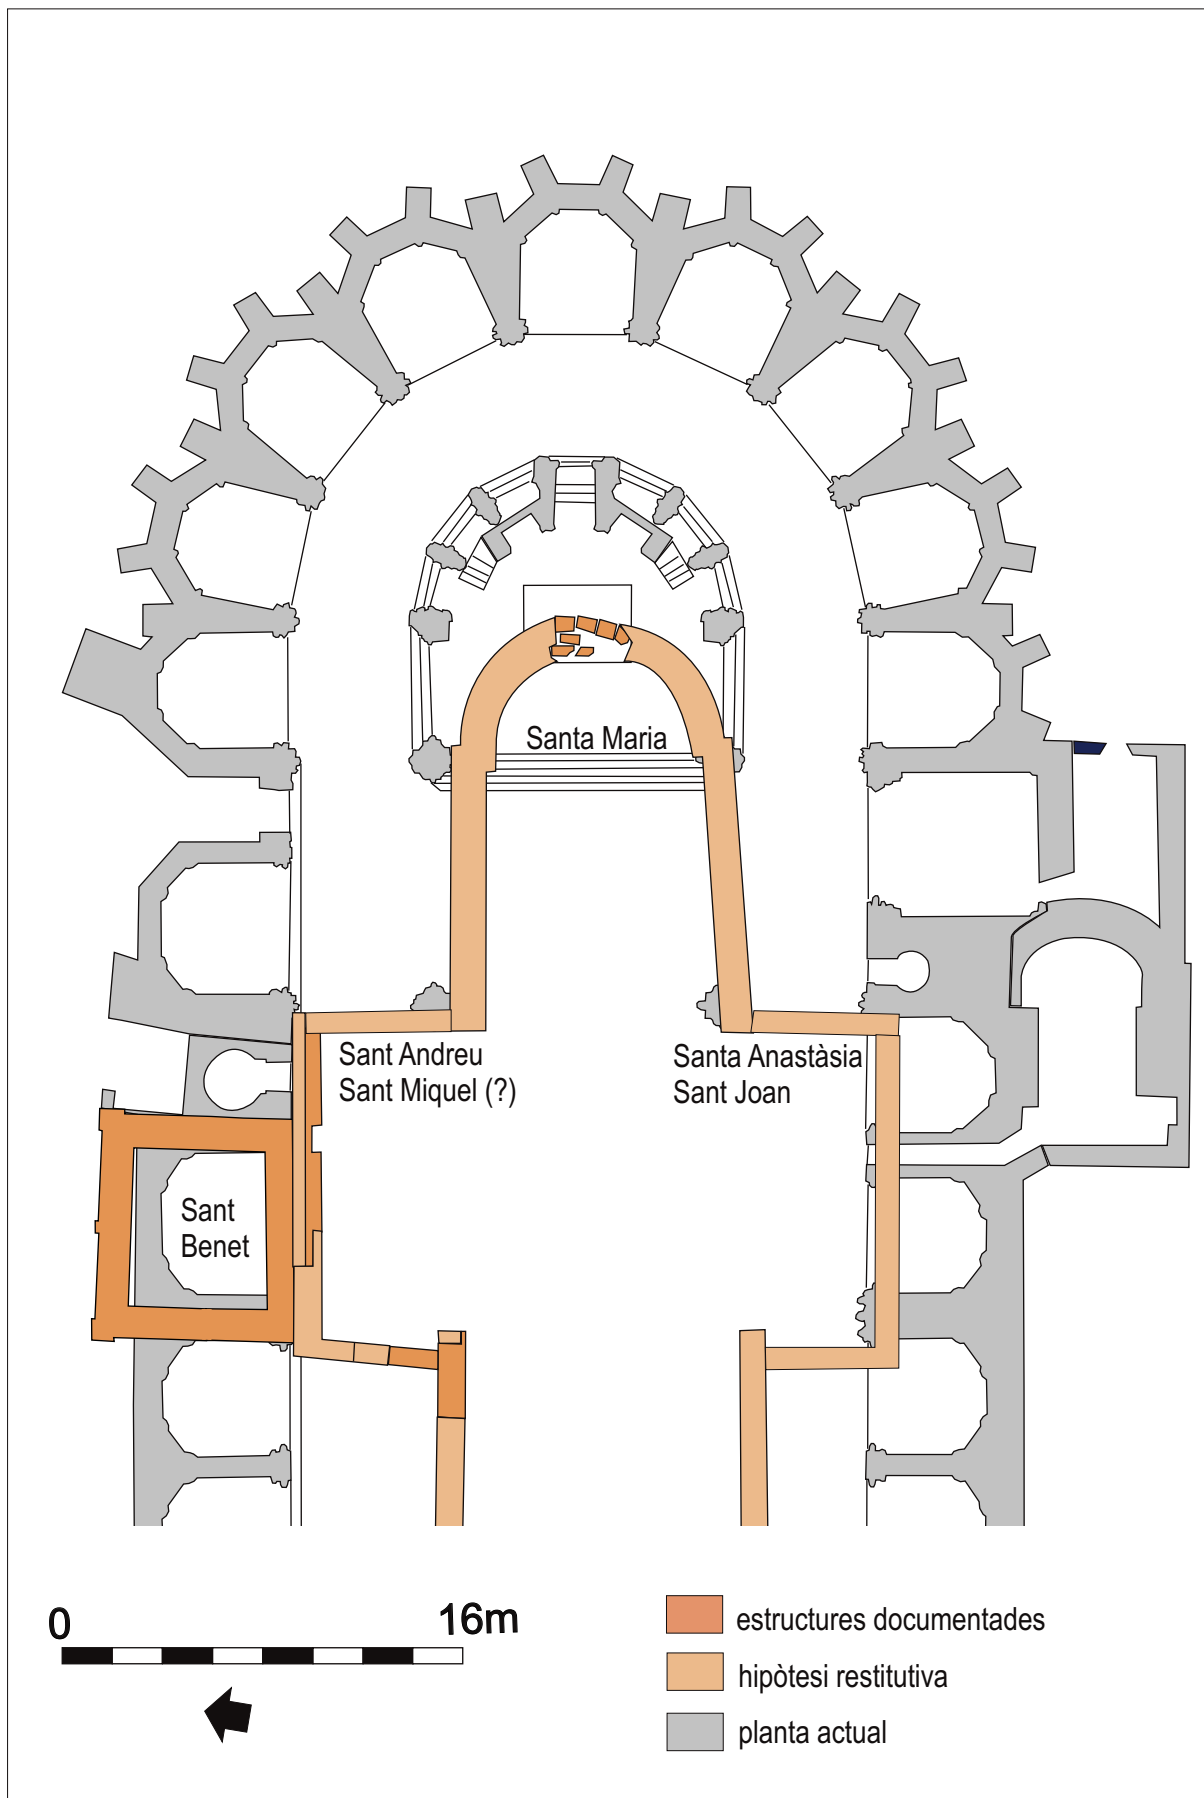 Santa Maria
Sant Andreu
Sant Miquel (?)
Santa Anastàsia
Sant Joan
Sant
Benet
0
16m
estructures documentades
hipòtesi restitutiva
planta actual